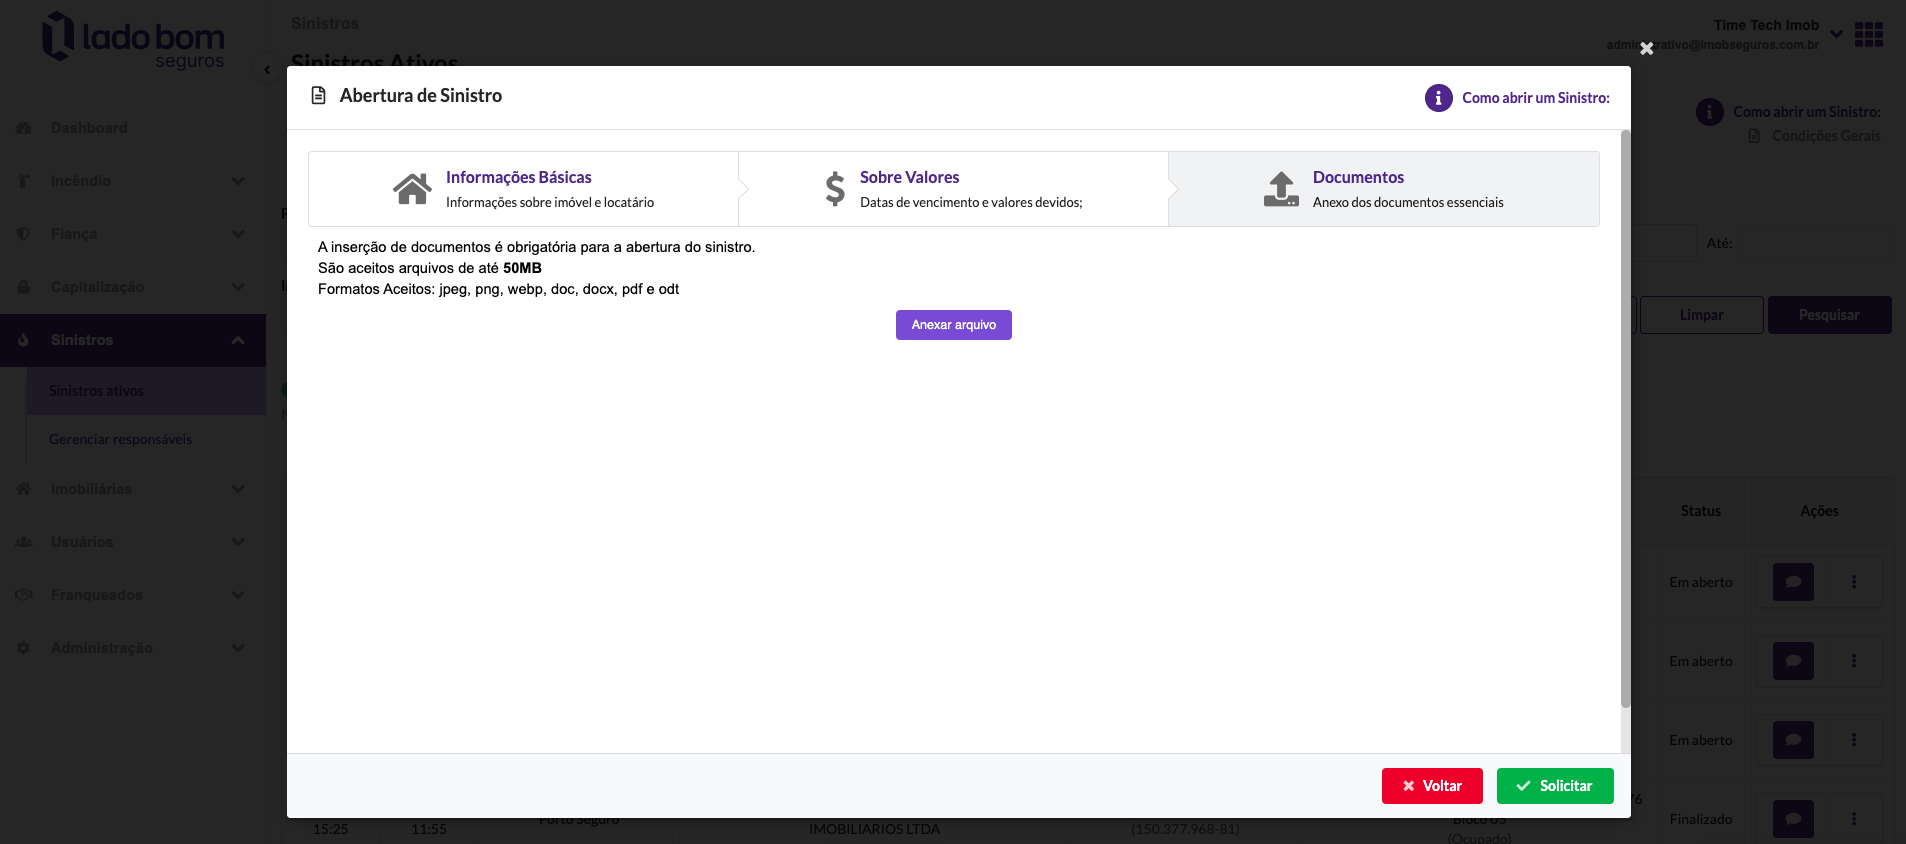 lado bom
seguros
Sinistros
Sinistros Ativos
Time Tech Imob
Abertura de Sinistro
Como abrir um Sinistro:
Como abrir um Sinistro:
Condições Gerais
Dashboard
Incêndio
Fiança
Capitalização
Sinistros
Sinistros ativos
Gerenciar responsáveis
Imobiliárias
Usuários
Franqueados
Administração
Informações Básicas
Informações sobre imóvel e locatário
Sobre Valores
Datas de vencimento e valores devidos;
Documentos
Anexo dos documentos essenciais
A inserção de documentos é obrigatória para a abertura do sinistro.
São aceitos arquivos de até 50MB
Formatos Aceitos: jpeg, png, webp, doc, docx, pdf e odt
Anexar arquivo
Até:
Limpar
Pesquisar
Status
Ações
Em aberto
Em aberto
Em aberto
Finalizado
Voltar
Solicitar
15:25
11:55
Porto Seguro
IMOBILIARIOS LTDA
(150.377.968-81)
Bloco 05
(Ocupado)